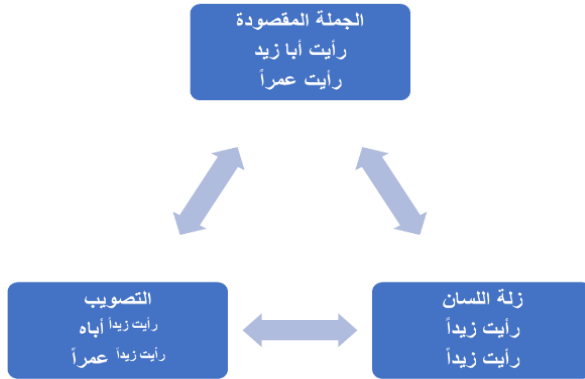 الجملة المقصودة
رأيت أبا زيد
رأيت عمراً
زلة اللسان
رأيت زيداً
رأيت زيداً
التصويب
رأيت زيداً أباه
رأيت زيداً عمراً